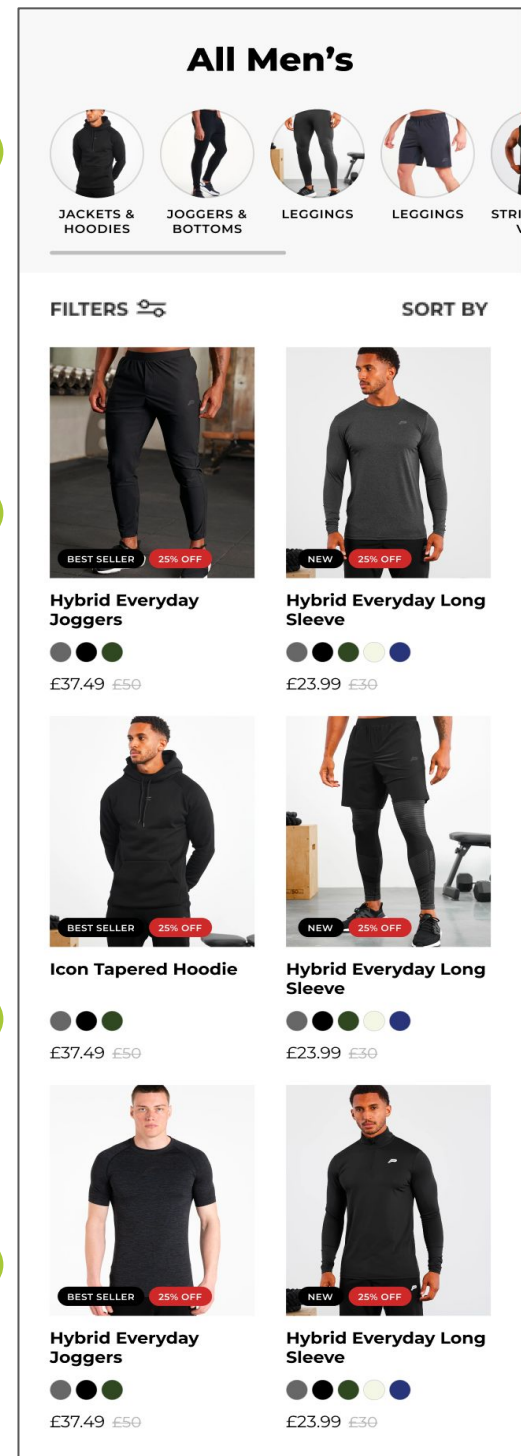 All Men's
JACKETS &
HOODIES
JOGGERS &
BOTTOMS
LEGGINGS
LEGGINGS
FILTERS
SORT BY
BEST SELLER
25% OFF
NEW
25% OFF
Hybrid Everyday
Joggers
Hybrid Everyday Long
Sleeve
£37.49 £50
£23.99 £30
BEST SELLER
25% OFF
NEW
25% OFF
Icon Tapered Hoodie
Hybrid Everyday Long
Sleeve
£37.49 £50
£23.99 £30
BEST SELLER
25% OFF
NEW
25% OFF
Hybrid Everyday
Joggers
Hybrid Everyday Long
Sleeve
£37.49 £50
£23.99 £30